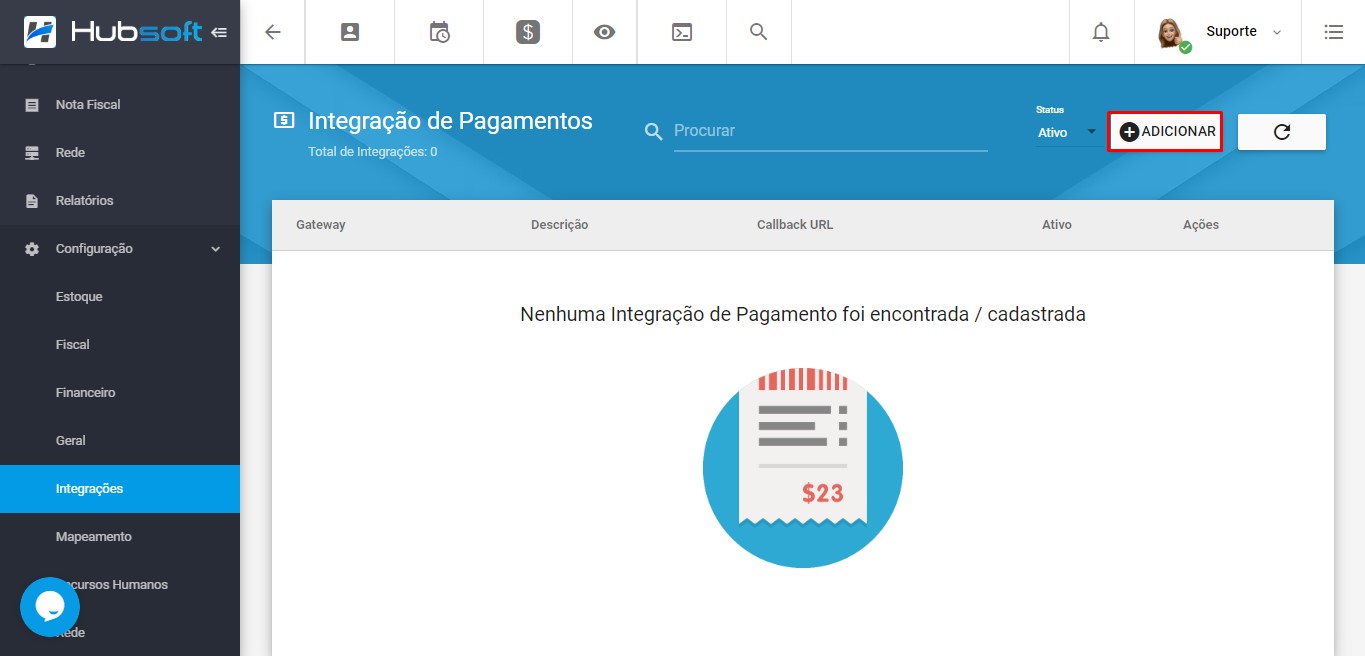 Hubsoft
Suporte
Nota Fiscal
Rede
Relatórios
Configuração
Estoque
Fiscal
Financeiro
Geral
Integrações
Mapeamento
cursos Humanos
ede
Integração de Pagamentos
Total de Integrações: 0
Procurar
Status
Ativo
ADICIONAR
Gateway Descrição Callback URL Ativo Ações
Nenhuma Integração de Pagamento foi encontrada / cadastrada
$23